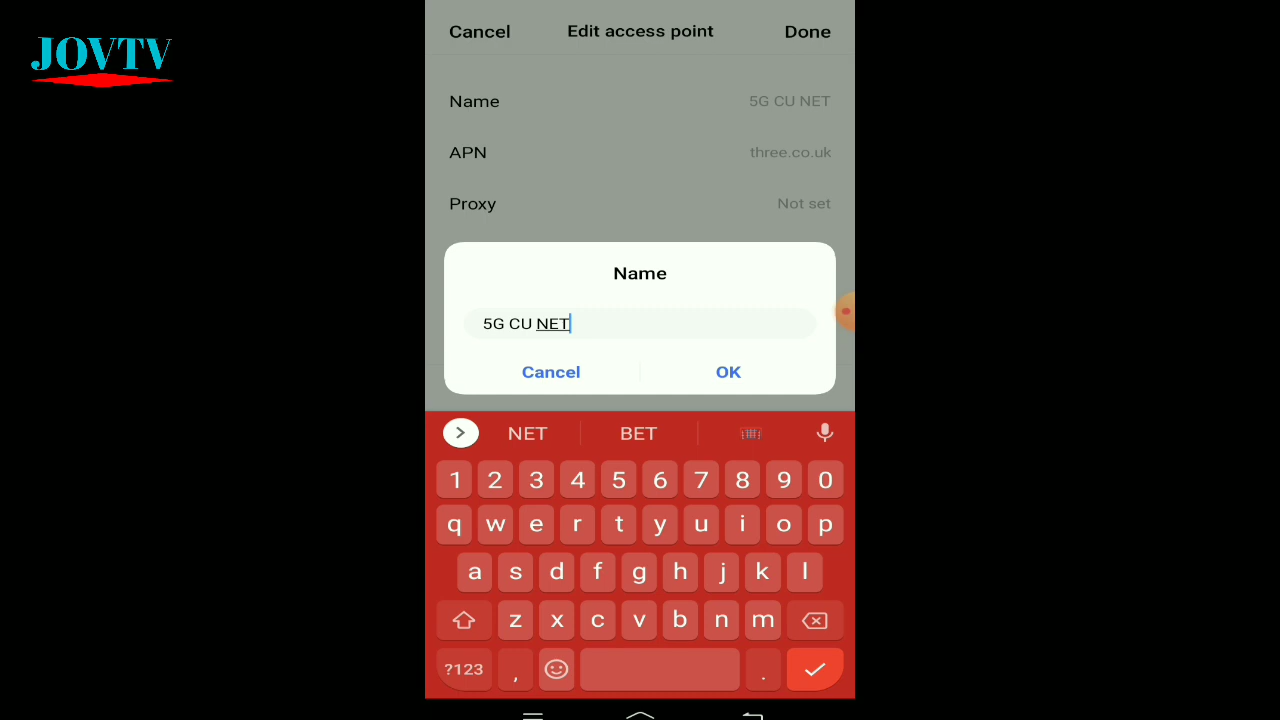 JOVTV
Cancel Edit access point Done
Name 5G CU NET
APN three.co.uk
Proxy Not set
Name
5G CU NET
Cancel OK
NET BET
1 2 3 4 5 6 7 8 9 0
q w e r t y u i o p
a s d f g h j k l
z x c v b n m
?123 , .